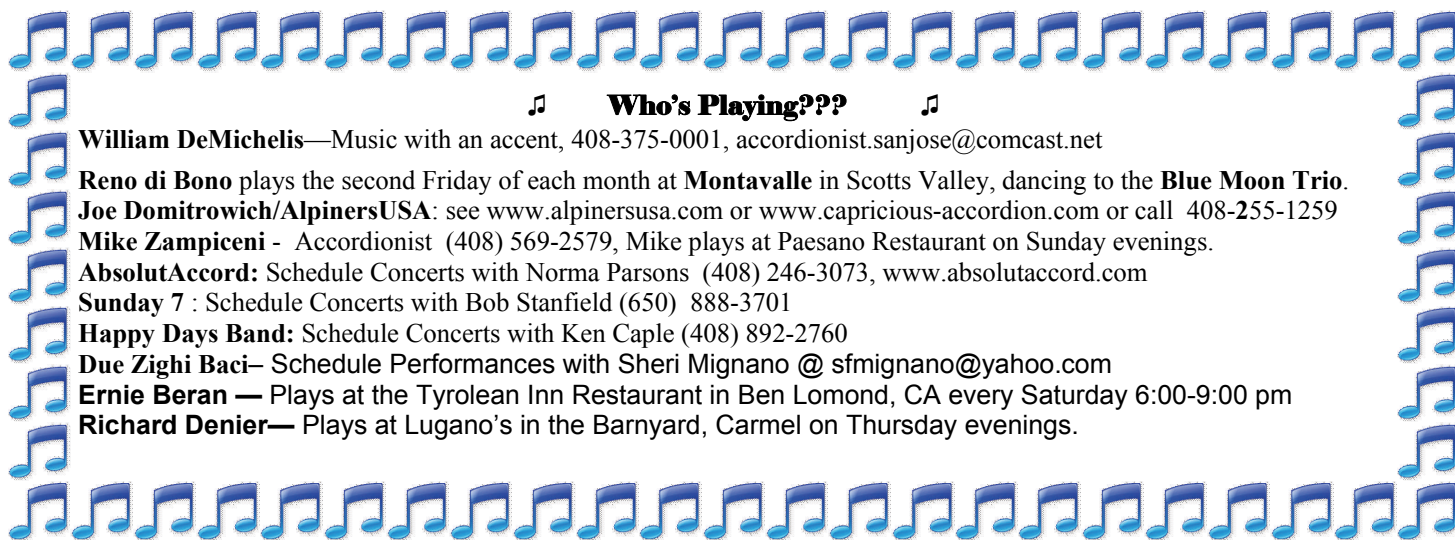 ♫ Who's Playing??? ♫
William DeMichelis—Music with an accent, 408-375-0001, accordionist.sanjose@comcast.net
Reno di Bono plays the second Friday of each month at Montavalle in Scotts Valley, dancing to the Blue Moon Trio.
Joe Domitrowich/AlpinersUSA: see www.alpinersusa.com or www.capricious-accordion.com or call 408-255-1259
Mike Zampiceni - Accordionist (408) 569-2579, Mike plays at Paesano Restaurant on Sunday evenings.
AbsolutAccord: Schedule Concerts with Norma Parsons (408) 246-3073, www.absolutaccord.com
Sunday 7 : Schedule Concerts with Bob Stanfield (650) 888-3701
Happy Days Band: Schedule Concerts with Ken Caple (408) 892-2760
Due Zighi Baci– Schedule Performances with Sheri Mignano @ sfmignano@yahoo.com
Ernie Beran — Plays at the Tyrolean Inn Restaurant in Ben Lomond, CA every Saturday 6:00-9:00 pm
Richard Denier— Plays at Lugano's in the Barnyard, Carmel on Thursday evenings.